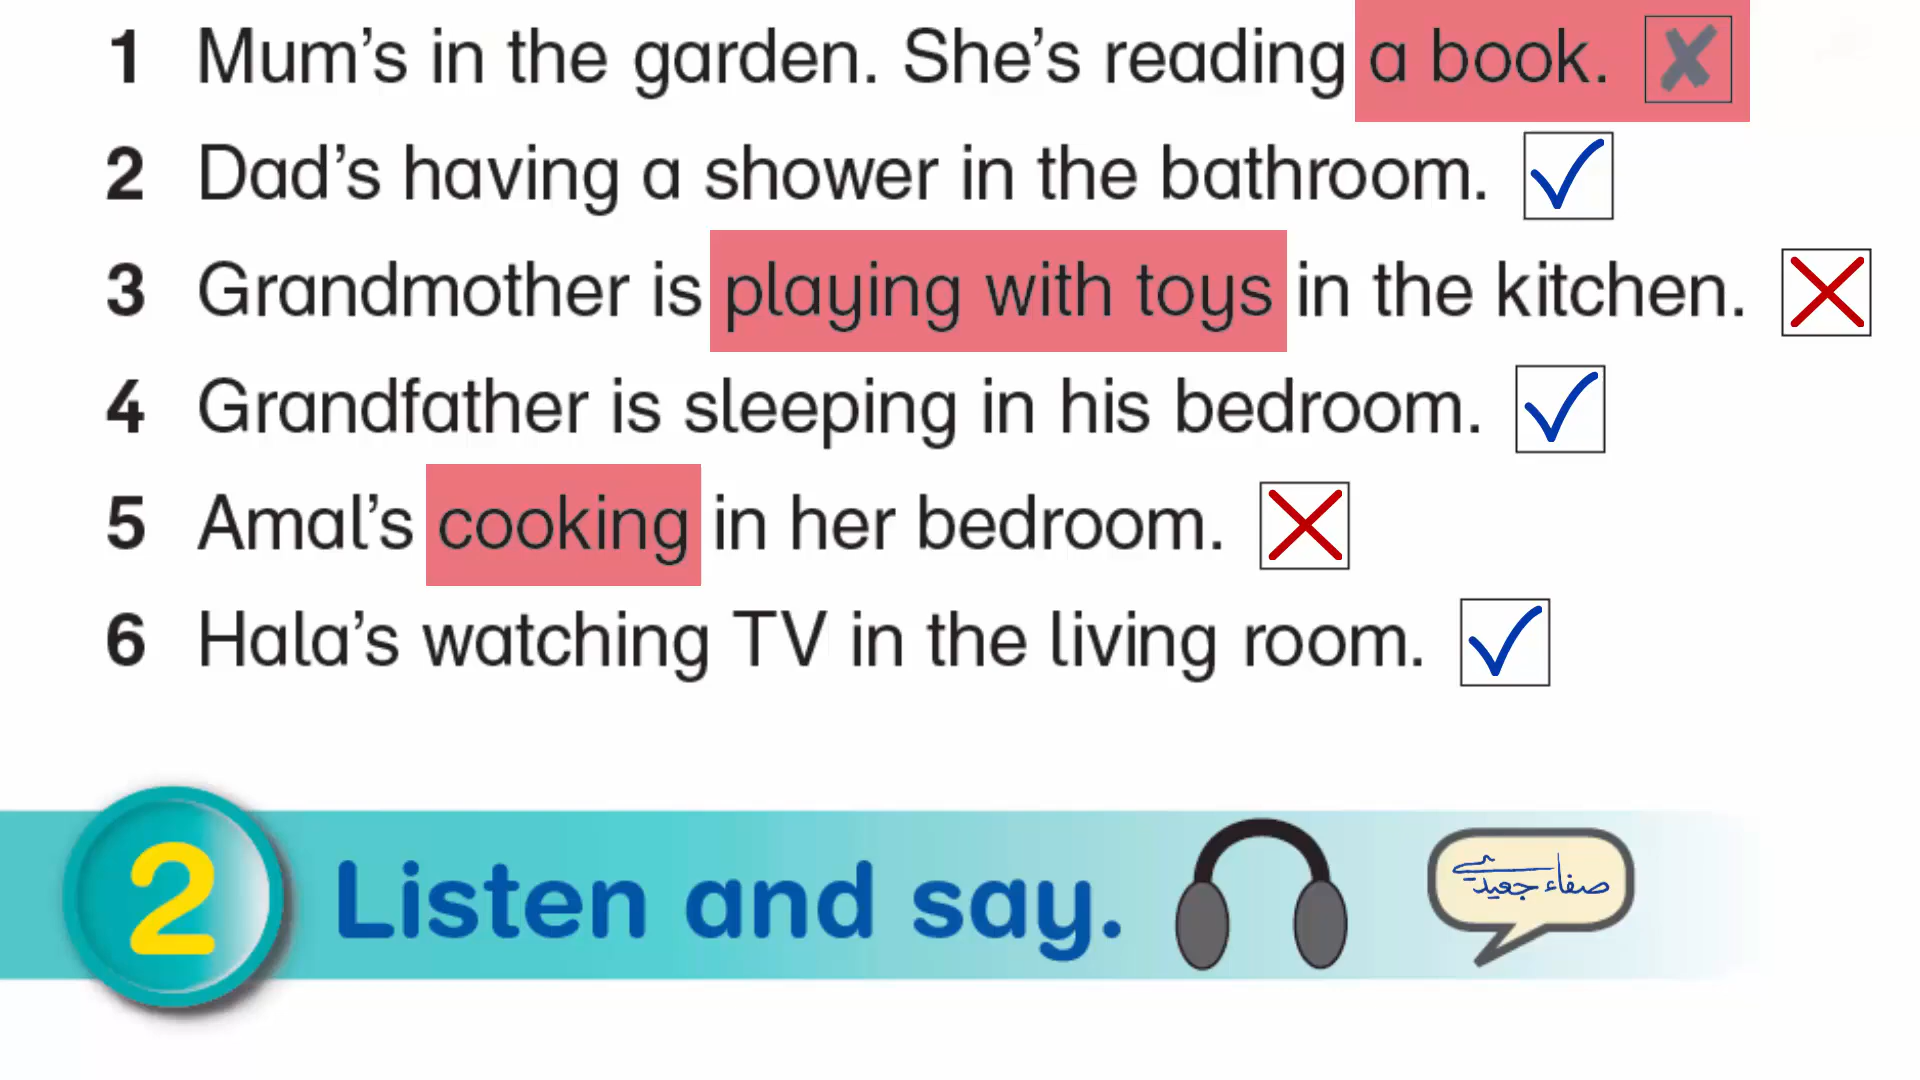 1 Mum's in the garden. She's reading a book.
2 Dad's having a shower in the bathroom.
3 Grandmother is playing with toys in the kitchen.
4 Grandfather is sleeping in his bedroom.
5 Amal's cooking in her bedroom.
6 Hala's watching TV in the living room.
2 Listen and say.
صفاء جعيدي